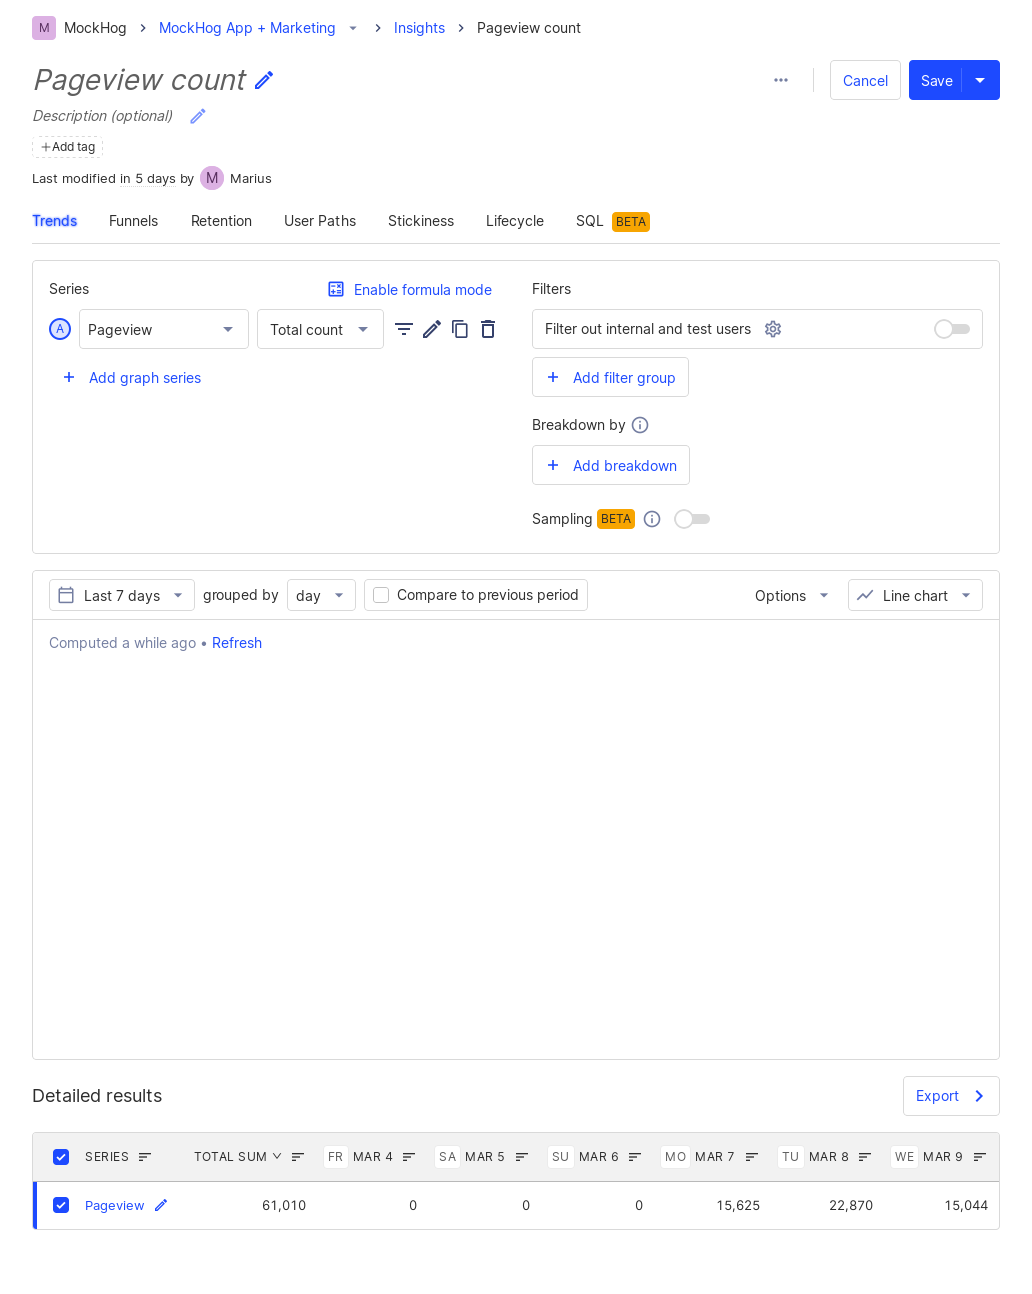 M MockHog > MockHog App + Marketing > Insights > Pageview count
Pageview count
Cancel Save
Description (optional)
+Add tag
Last modified in 5 days by M Marius
Trends Funnels Retention User Paths Stickiness Lifecycle SQL BETA
Series Enable formula mode
A Pageview Total count
+ Add graph series
Filters
Filter out internal and test users
+ Add filter group
Breakdown by
+ Add breakdown
Sampling BETA
Last 7 days grouped by day Compare to previous period Options Line chart
Computed a while ago • Refresh
Detailed results Export
SERIES TOTAL SUM FR MAR 4 SA MAR 5 SU MAR 6 MO MAR 7 TU MAR 8 WE MAR 9
Pageview 61,010 0 0 0 15,625 22,870 15,044